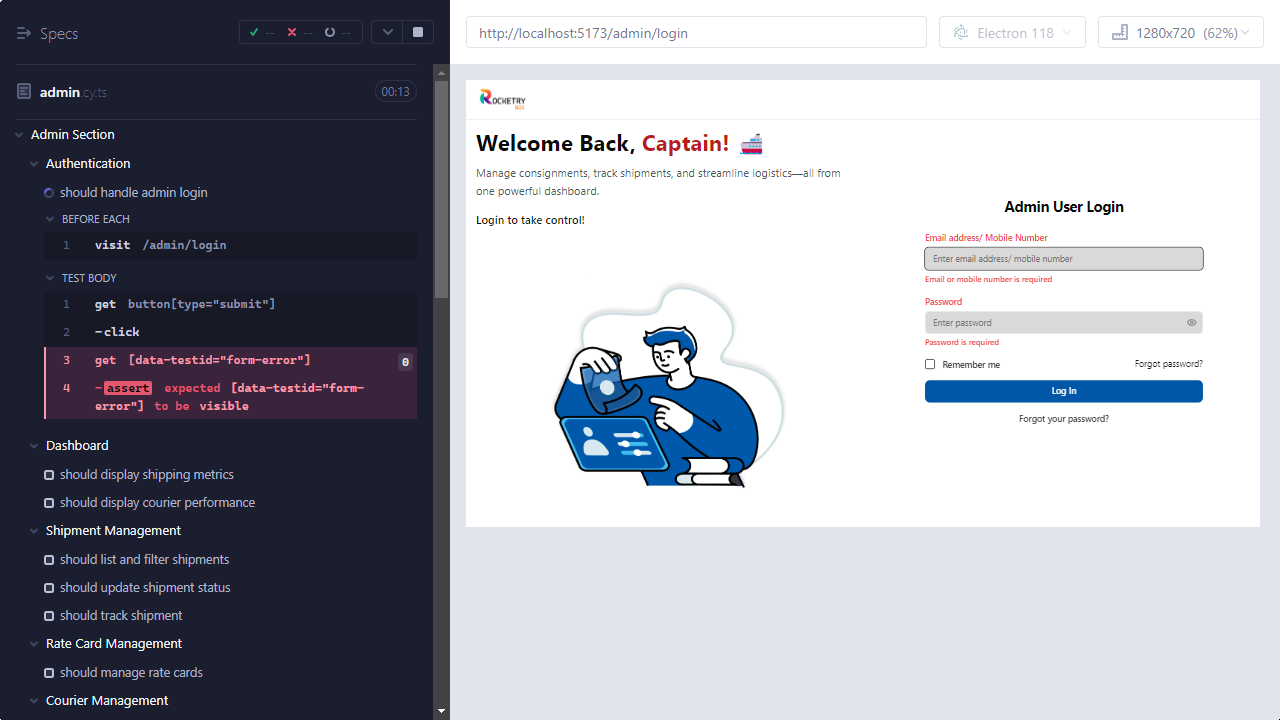 Specs
-- -- --
admin.cy.ts 00:13
Admin Section
Authentication
should handle admin login
BEFORE EACH
1 visit /admin/login
TEST BODY
1 get button[type="submit"]
2 -click
3 get [data-testid="form-error"] 0
4 -assert expected [data-testid="form-
error"] to be visible
Dashboard
should display shipping metrics
should display courier performance
Shipment Management
should list and filter shipments
should update shipment status
should track shipment
Rate Card Management
should manage rate cards
Courier Management
http://localhost:5173/admin/login
Electron 118
1280x720 (62%)
ROCKETRY
Welcome Back, Captain! 🚢
Manage consignments, track shipments, and streamline logistics—all from
one powerful dashboard.
Login to take control!
Admin User Login
Email address/ Mobile Number
Enter email address/ mobile number
Email or mobile number is required
Password
Enter password
Password is required
Remember me
Forgot password?
Log In
Forgot your password?